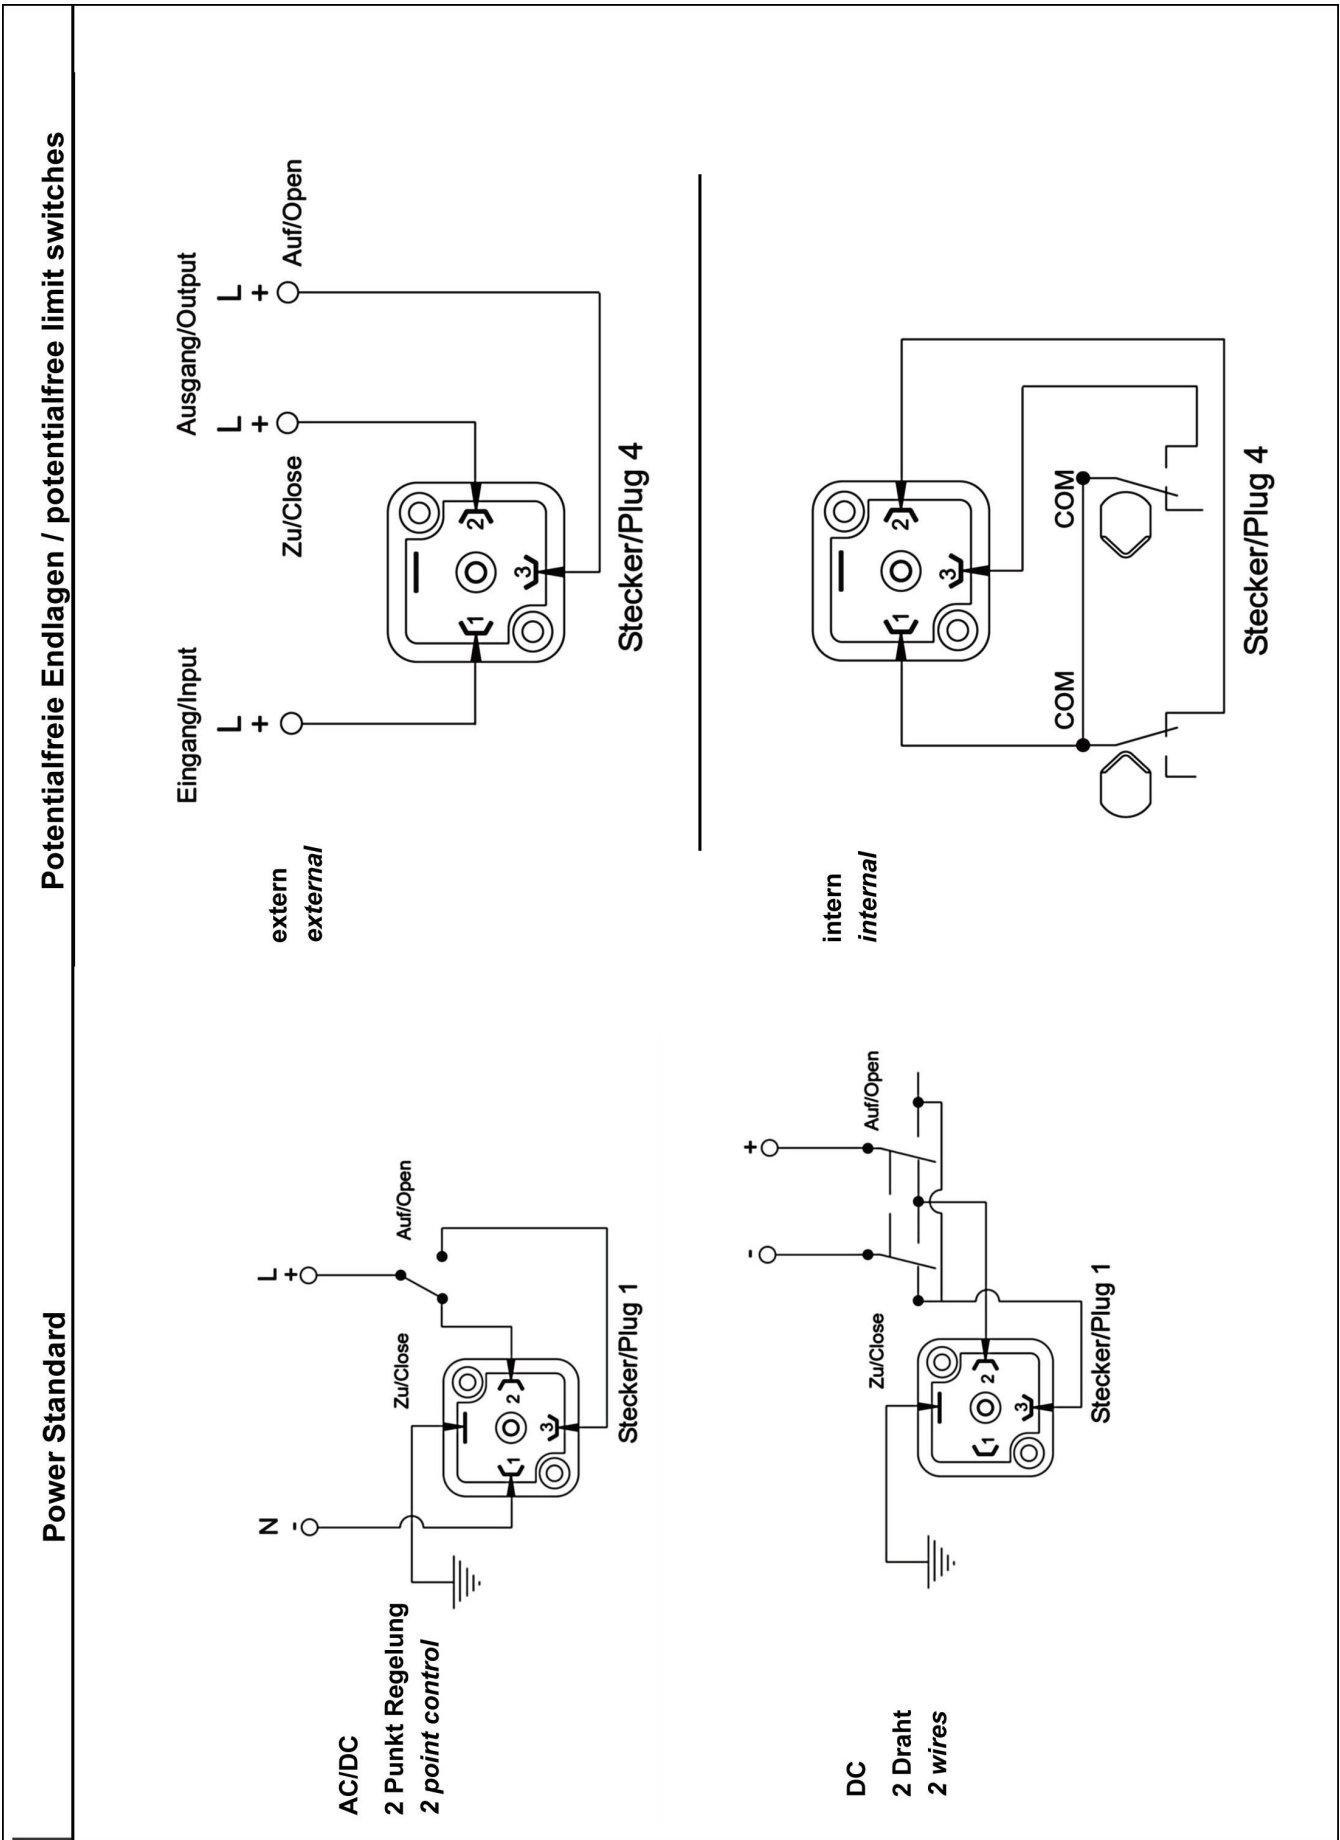 Power Standard
Potentialfreie Endlagen / potentialfree limit switches
AC/DC
2 Punkt Regelung
2 point control
N
-
L
+
Zu/Close
Auf/Open
1
2
3
Stecker/Plug 1
extern
external
Eingang/Input
Ausgang/Output
L
+
L
+
L
+
Zu/Close
Auf/Open
1
2
3
Stecker/Plug 4
DC
2 Draht
2 wires
-
+
Zu/Close
Auf/Open
1
2
3
Stecker/Plug 1
intern
internal
1
2
3
COM
COM
Stecker/Plug 4